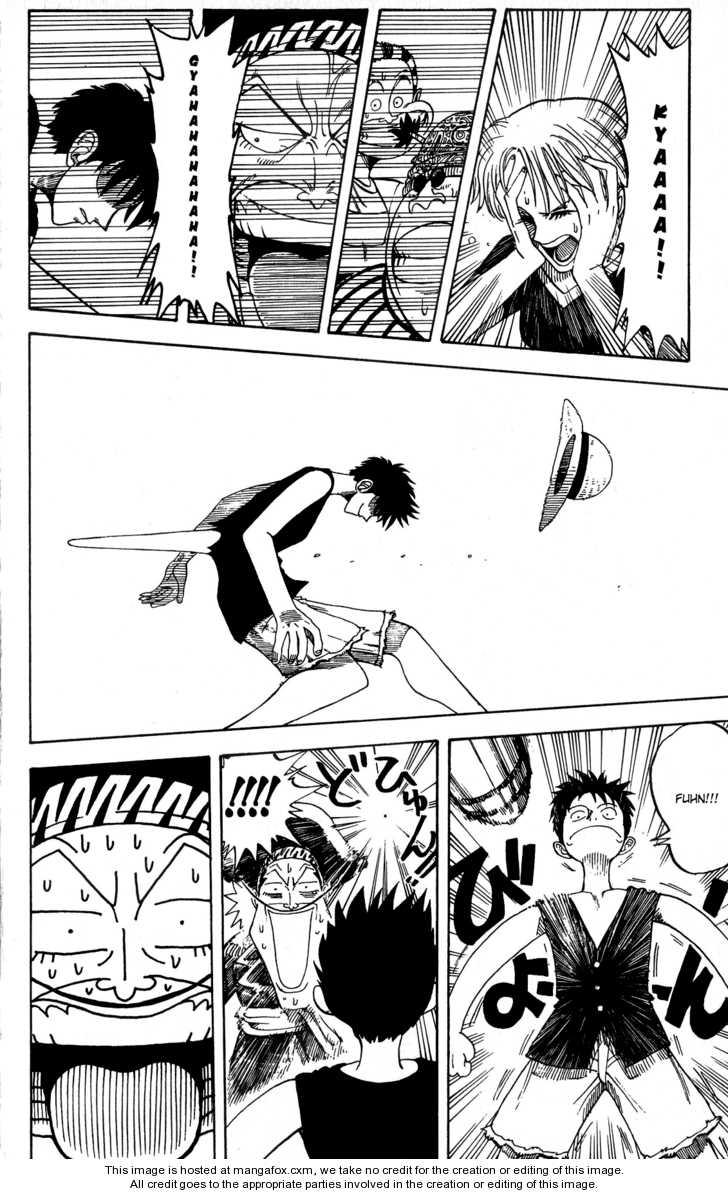 KYAAAA!!
GYAHAHAHAHAHA!!
FUHN!!!
びよーん
ひゅん!!
ど
!!!!
This image is hosted at mangafox.cxm, we take no credit for the creation or editing of this image.
All credit goes to the appropriate parties involved in the creation or editing of this image.